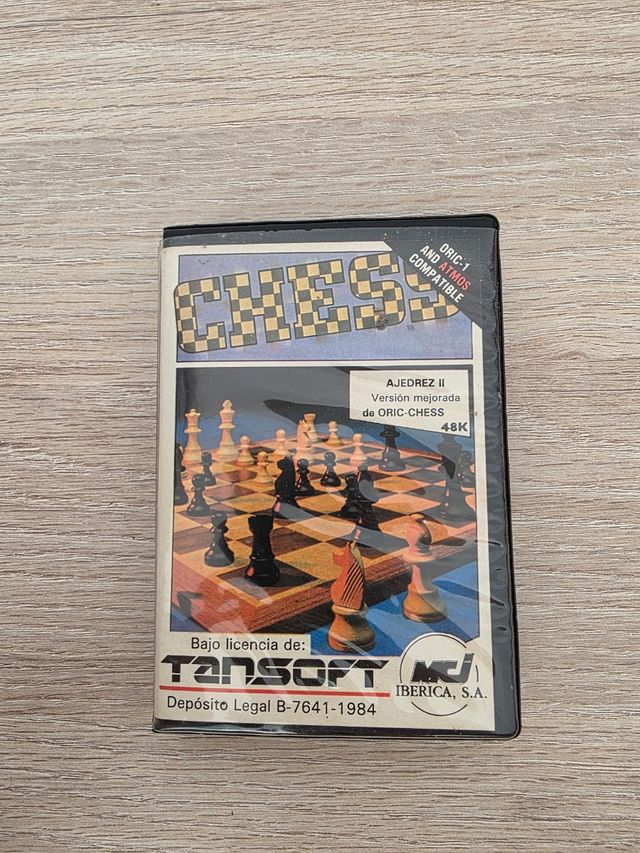 ORIC-1
AND ATMOS
COMPATIBLE
CHESS
AJEDREZ II
Versión mejorada
de ORIC-CHESS
48K
Bajo licencia de:
TANSOFT
Depósito Legal B-7641-1984
MCJ
IBERICA, S.A.